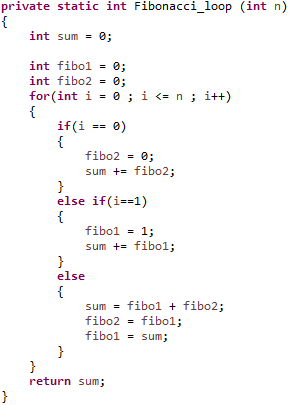 private static int Fibonacci_loop (int n)
{
    int sum = 0;

    int fibo1 = 0;
    int fibo2 = 0;
    for(int i = 0 ; i <= n ; i++)
    {
        if(i == 0)
        {
            fibo2 = 0;
            sum += fibo2;
        }
        else if(i==1)
        {
            fibo1 = 1;
            sum += fibo1;
        }
        else
        {
            sum = fibo1 + fibo2;
            fibo2 = fibo1;
            fibo1 = sum;
        }
    }
    return sum;
}